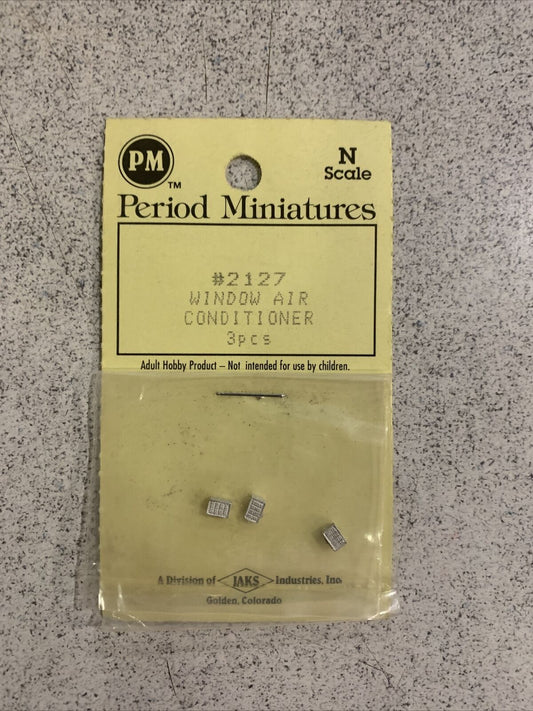 PM
TM
N
Scale
Period Miniatures
#2127
WINDOW AIR
CONDITIONER
3pcs
Adult Hobby Product – Not intended for use by children.
A Division of JAKS Industries, Inc.
Golden, Colorado